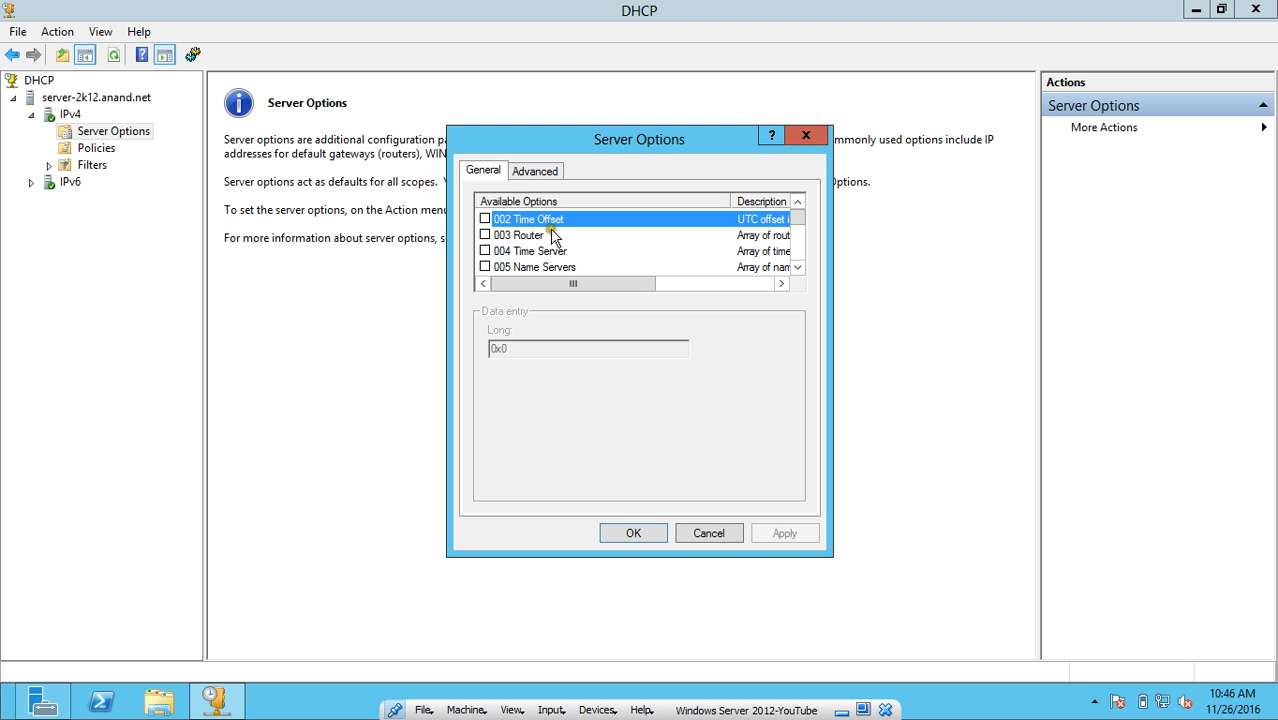 DHCP
File Action View Help
DHCP
server-2k12.anand.net
IPv4
Server Options
Policies
Filters
IPv6
Server Options
Server options are additional configuration pa
mmonly used options include IP
addresses for default gateways (routers), WIN
Server options act as defaults for all scopes.
ptions.
To set the server options, on the Action menu
For more information about server options, s
Server Options
?
General Advanced
Available Options Description
002 Time Offset UTC offset i
003 Router Array of rout
004 Time Server Array of time
005 Name Servers Array of nam
Data entry
Long:
0x0
OK Cancel Apply
Actions
Server Options
More Actions
File Machine View Input Devices Help Windows Server 2012-YouTube
10:46 AM
11/26/2016